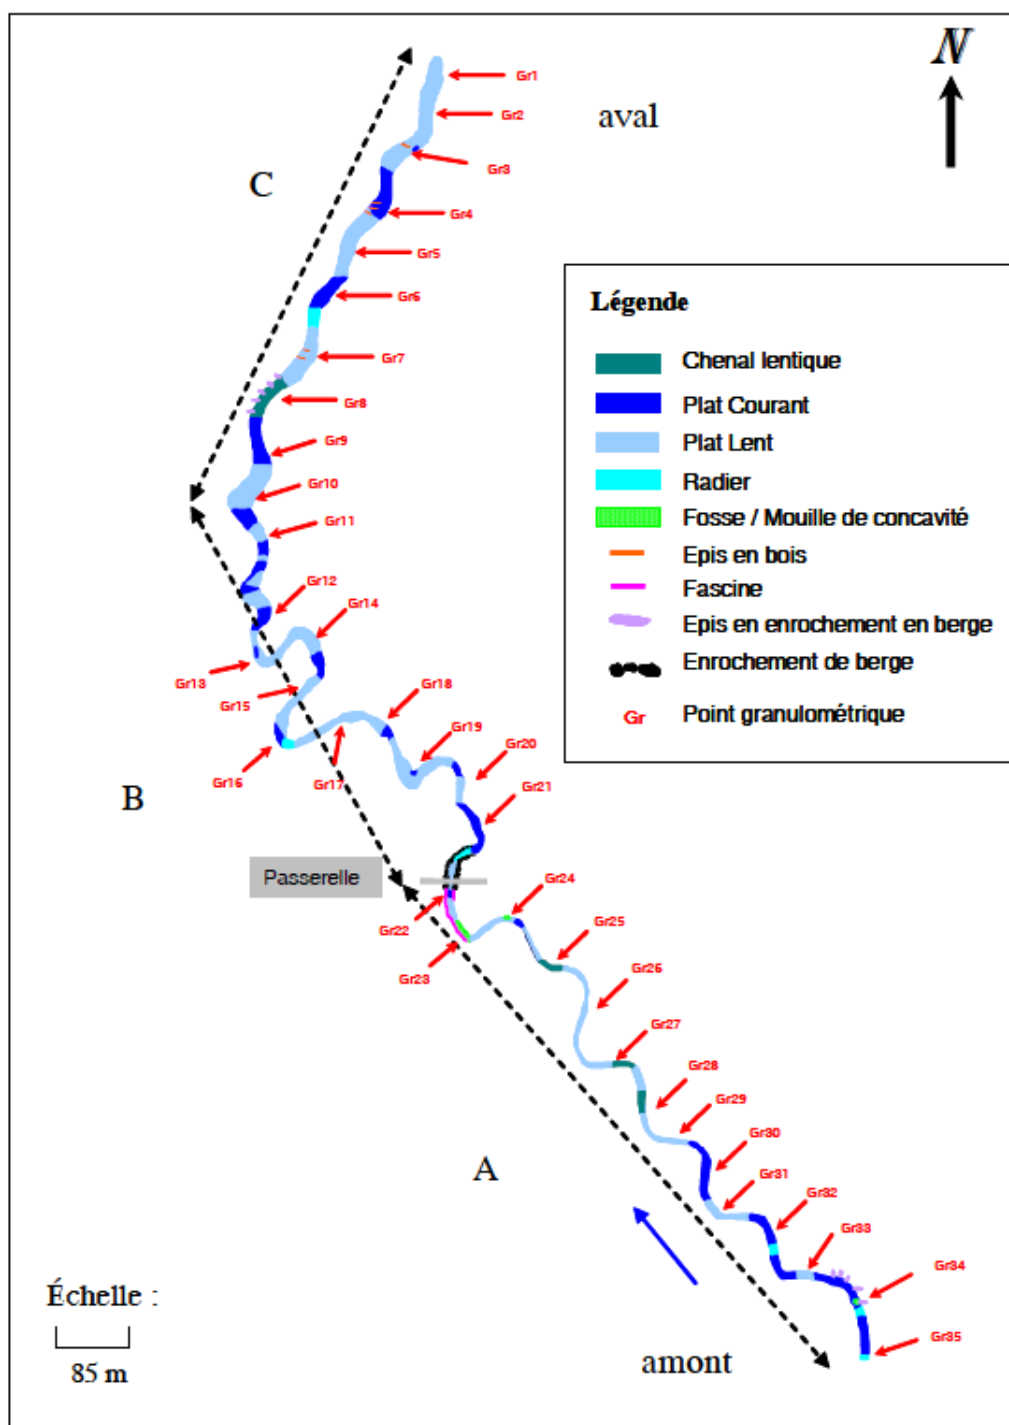 N
Gr1
aval
Gr2
Gr3
C
Gr4
Gr5
Gr6
Légende
Gr7
Chenal lentique
Gr8
Plat Courant
Gr9
Plat Lent
Gr10
Radier
Gr11
Fosse / Mouille de concavité
Epis en bois
Gr12
Fascine
Gr14
Epis en enrochement en berge
Enrochement de berge
Gr13
Gr18
Gr15
Gr Point granulométrique
Gr19
Gr20
Gr16
Gr17
Gr21
B
Passerelle
Gr24
Gr22
Gr25
Gr23
Gr26
Gr27
Gr28
Gr29
Gr30
A
Gr31
Gr32
Gr33
Gr34
Échelle :
Gr35
85 m
amont